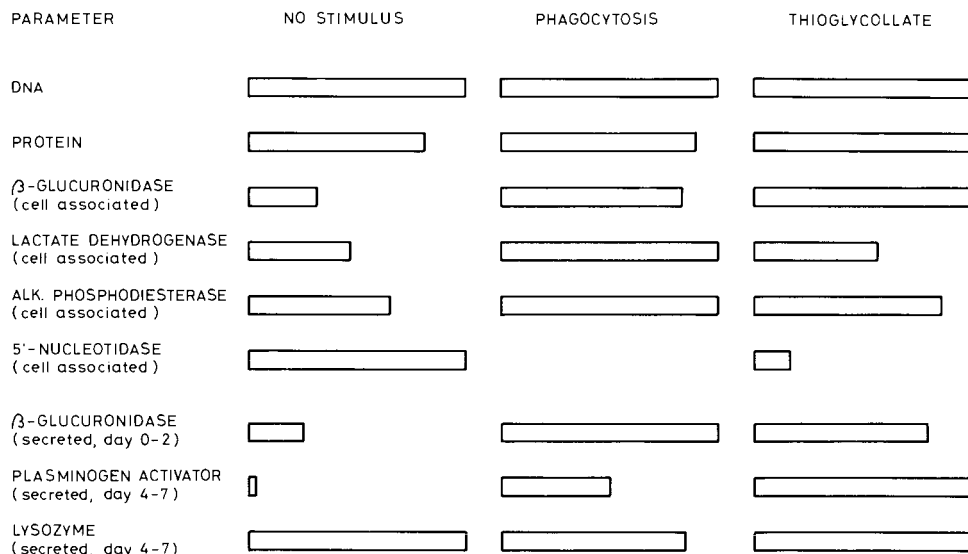 PARAMETER NO STIMULUS PHAGOCYTOSIS THIOGLYCOLLATE
DNA
PROTEIN
β-GLUCURONIDASE
(cell associated)
LACTATE DEHYDROGENASE
(cell associated)
ALK. PHOSPHODIESTERASE
(cell associated)
5'-NUCLEOTIDASE
(cell associated)
β-GLUCURONIDASE
(secreted, day 0-2)
PLASMINOGEN ACTIVATOR
(secreted, day 4-7)
LYSOZYME
(secreted, day 4-7)